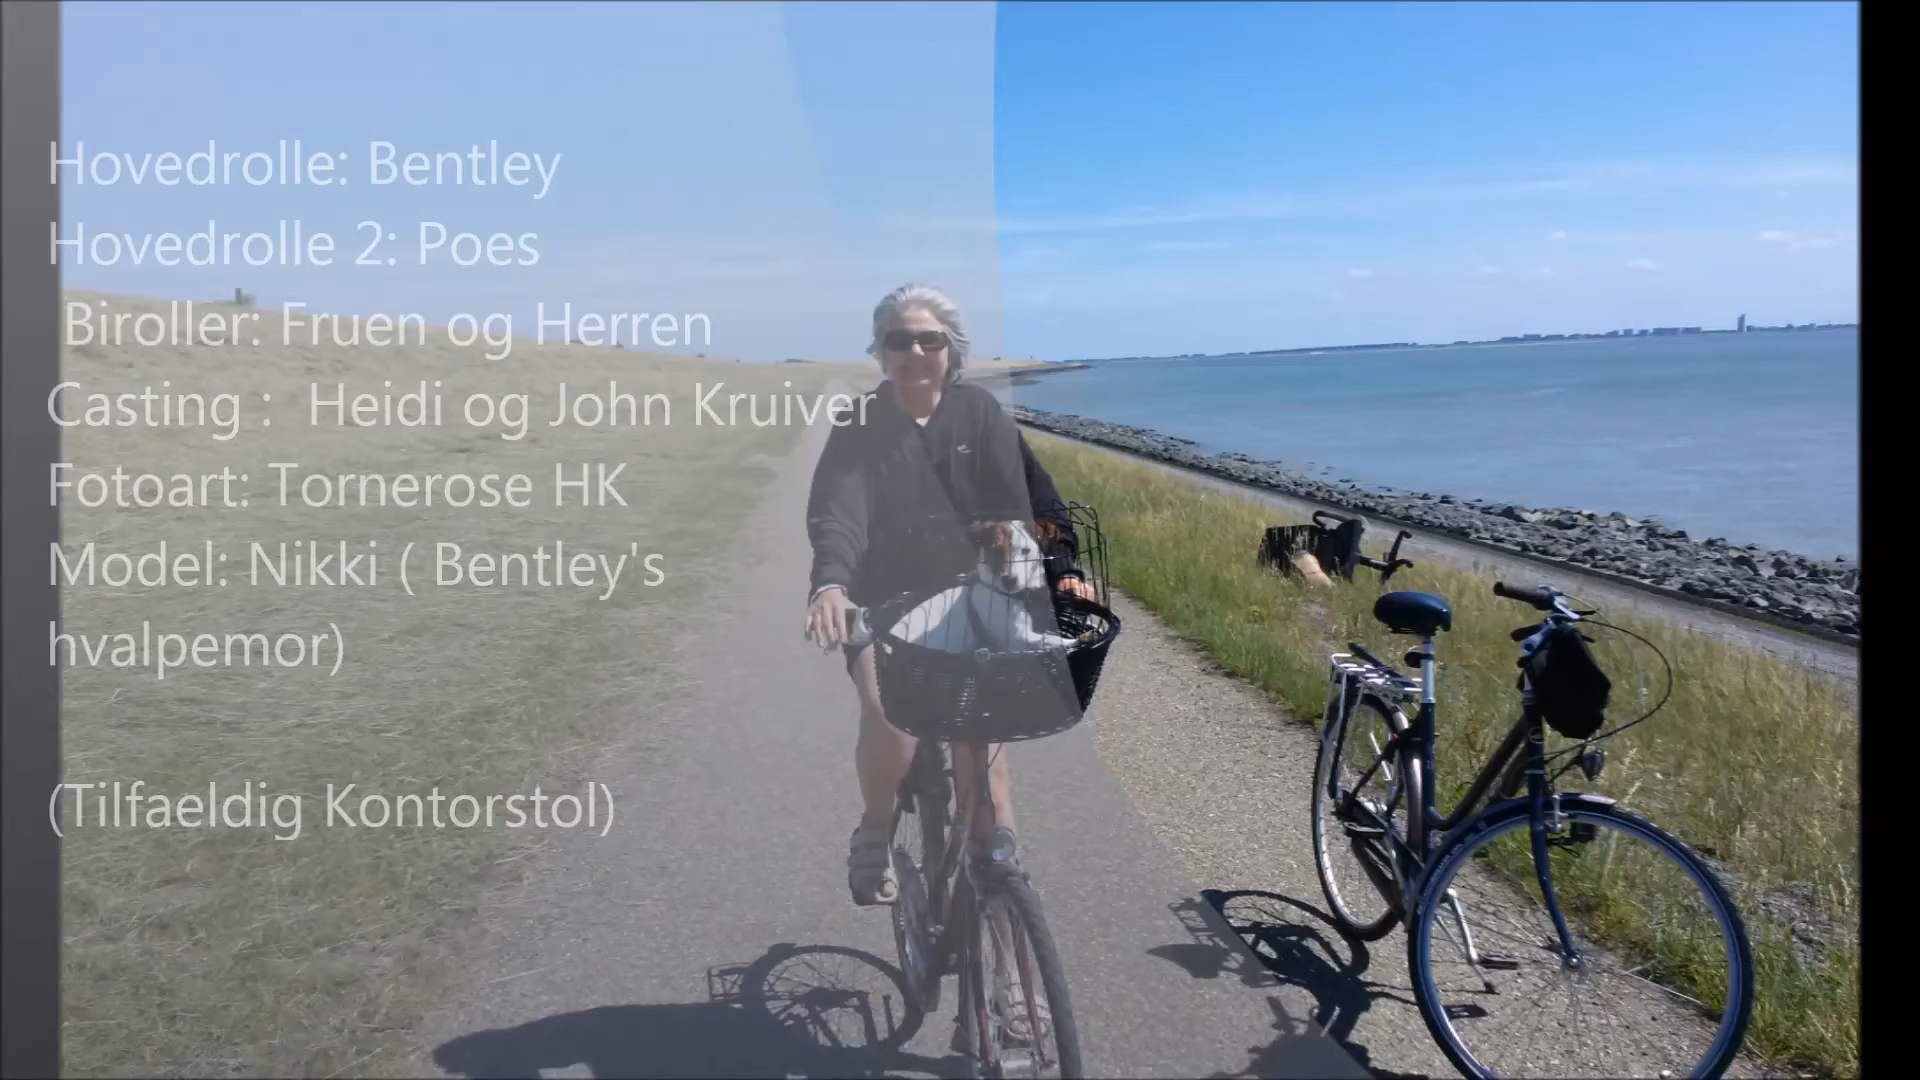 Hovedrolle: Bentley
Hovedrolle 2: Poes
Biroller: Fruen og Herren
Casting :  Heidi og John Kruiver
Fotoart: Tornerose HK
Model: Nikki ( Bentley's
hvalpemor)
(Tilfaeldig Kontorstol)